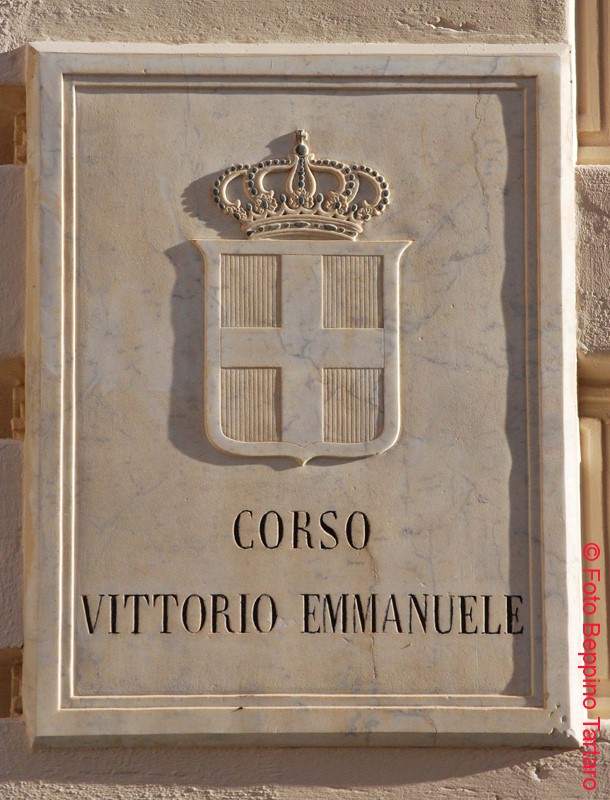 CORSO
VITTORIO EMMANUELE
© Foto Beppino Tartaro